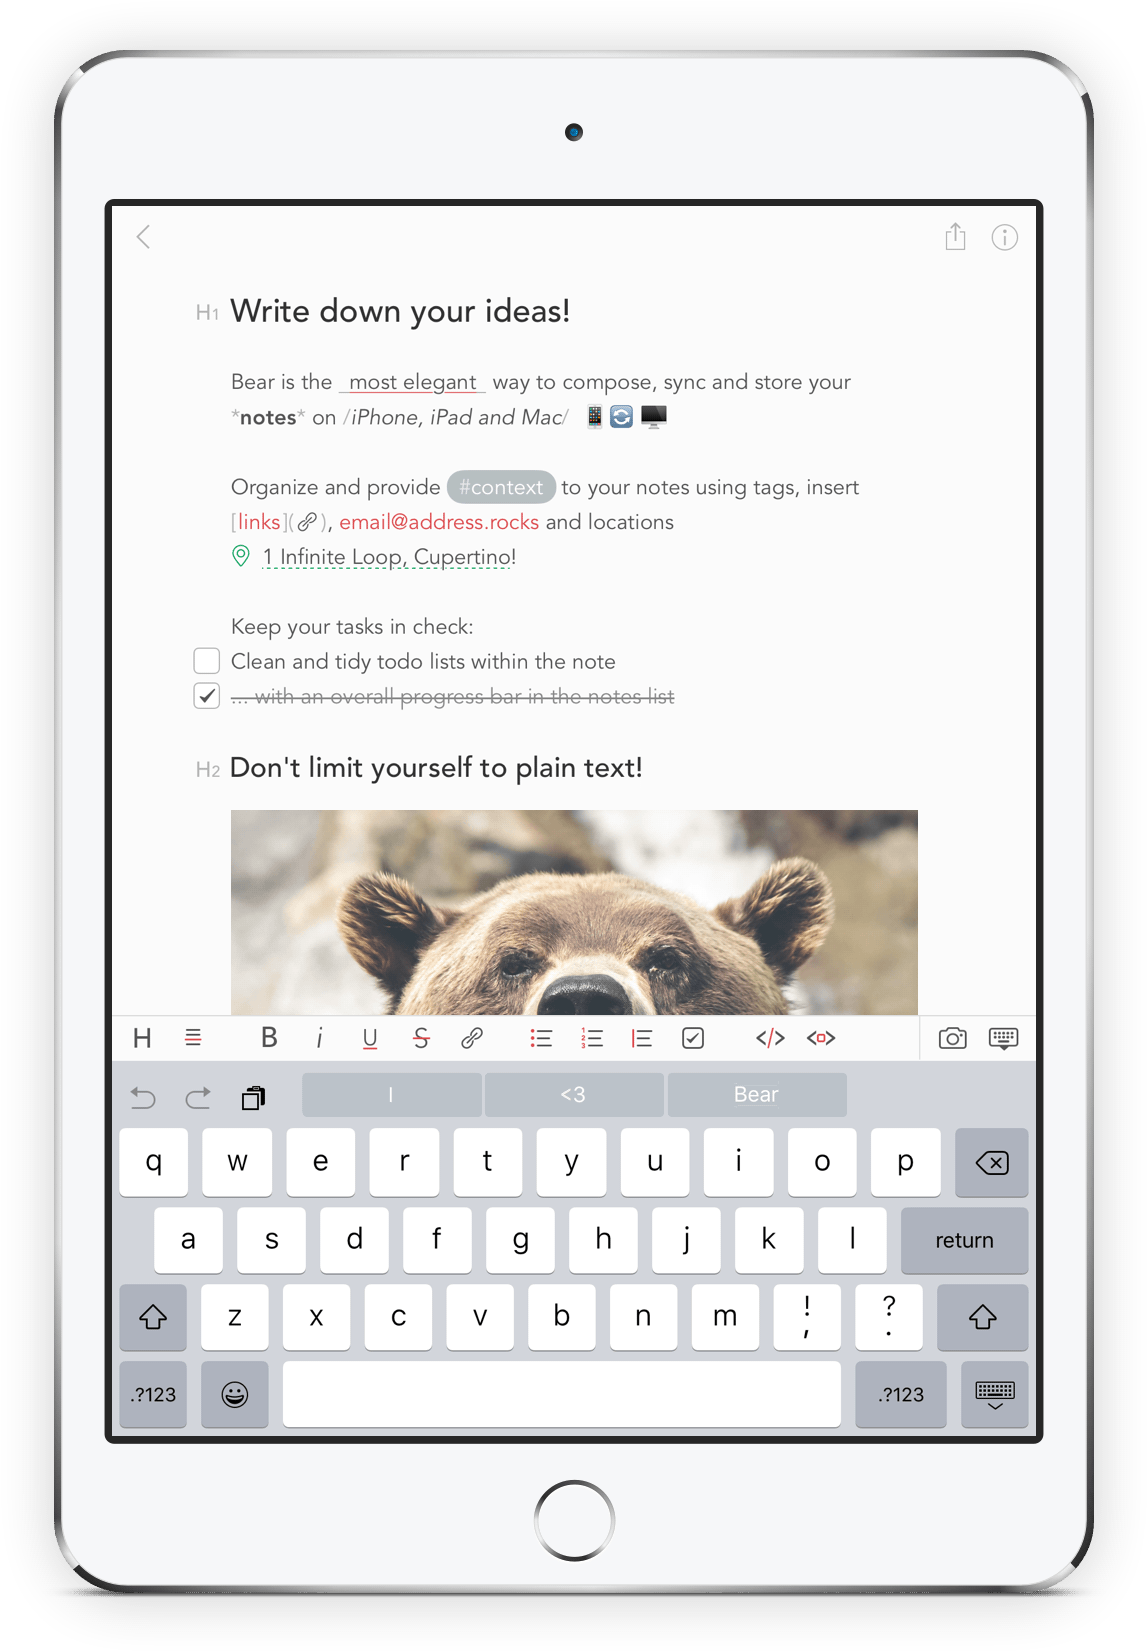 H1 Write down your ideas!
Bear is the _most elegant_ way to compose, sync and store your
*notes* on /iPhone, iPad and Mac/
Organize and provide #context to your notes using tags, insert
[links](), email@address.rocks and locations
1 Infinite Loop, Cupertino!
Keep your tasks in check:
Clean and tidy todo lists within the note
... with an overall progress bar in the notes list
H2 Don't limit yourself to plain text!
H B i U S 1 2 3 </>
I <3 Bear
q w e r t y u i o p
a s d f g h j k l return
z x c v b n m ! , ? .
.?123 .?123